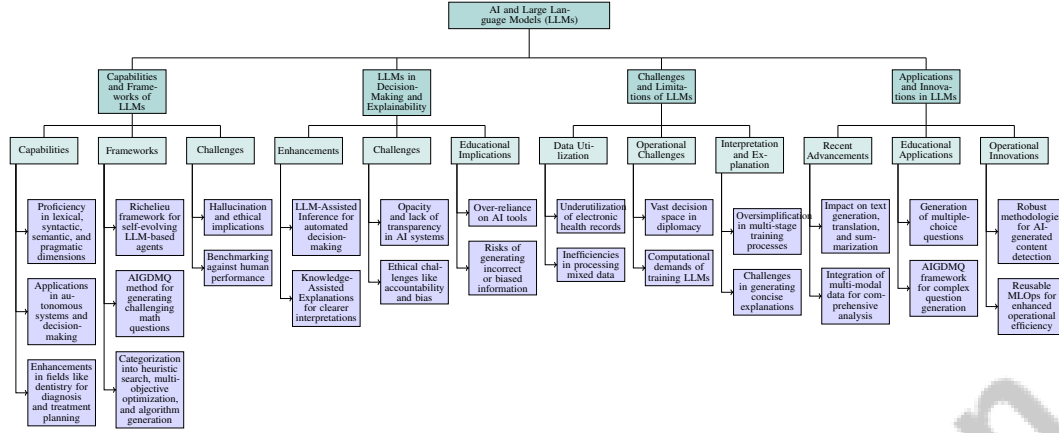 AI and Large Lan-
guage Models (LLMs)
Capabilities
and Frame-
works of
LLMs
LLMs in
Decision-
Making and
Explainability
Challenges
and Limita-
tions of LLMs
Applications
and Innova-
tions in LLMs
Capabilities
Frameworks
Challenges
Enhancements
Challenges
Educational
Implications
Data Uti-
lization
Operational
Challenges
Interpretation
and Ex-
planation
Recent
Advancements
Educational
Applications
Operational
Innovations
Proficiency
in lexical,
syntactic,
semantic, and
pragmatic
dimensions
Applications
in au-
tonomous
systems and
decision-
making
Enhancements
in fields like
dentistry for
diagnosis
and treatment
planning
Richelieu
framework for
self-evolving
LLM-based
agents
AIGDMQ
method for
generating
challenging
math
questions
Categorization
into heuristic
search, multi-
objective
optimization,
and algorithm
generation
Hallucination
and ethical
implications
Benchmarking
against human
performance
LLM-Assisted
Inference for
automated
decision-
making
Knowledge-
Assisted
Explanations
for clearer
interpretations
Opacity
and lack of
transparency
in AI systems
Ethical chal-
lenges like
accountability
and bias
Over-reliance
on AI tools
Risks of
generating
incorrect
or biased
information
Underutilization
of electronic
health records
Inefficiencies
in processing
mixed data
Vast decision
space in
diplomacy
Computational
demands of
training LLMs
Oversimplification
in multi-stage
training
processes
Challenges
in generating
concise
explanations
Impact on text
generation,
translation,
and sum-
marization
Integration of
multi-modal
data for com-
prehensive
analysis
Generation
of multiple-
choice
questions
AIGDMQ
framework
for complex
question
generation
Robust
methodologies
for AI-
generated
content
detection
Reusable
MLOps for
enhanced
operational
efficiency